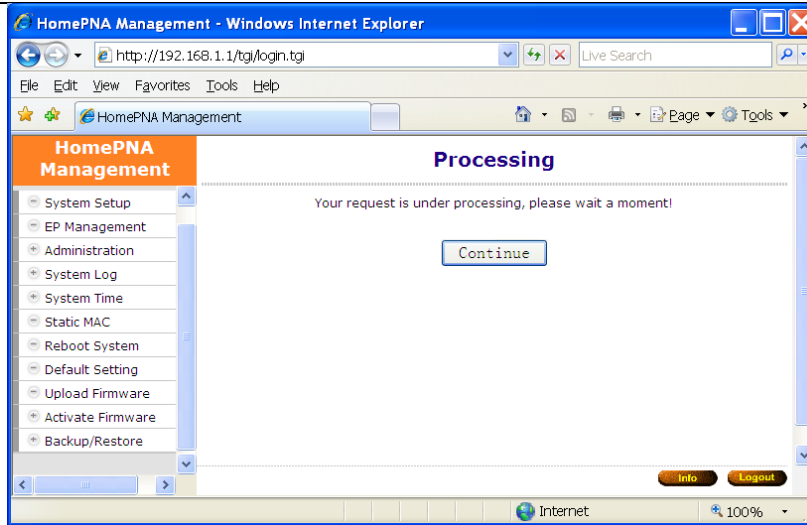 HomePNA Management - Windows Internet Explorer
http://192.168.1.1/tgi/login.tgi
Live Search
File Edit View Favorites Tools Help
HomePNA Management
Page Tools
HomePNA
Management
System Setup
EP Management
Administration
System Log
System Time
Static MAC
Reboot System
Default Setting
Upload Firmware
Activate Firmware
Backup/Restore
Processing
Your request is under processing, please wait a moment!
Continue
Info Logout
Internet 100%